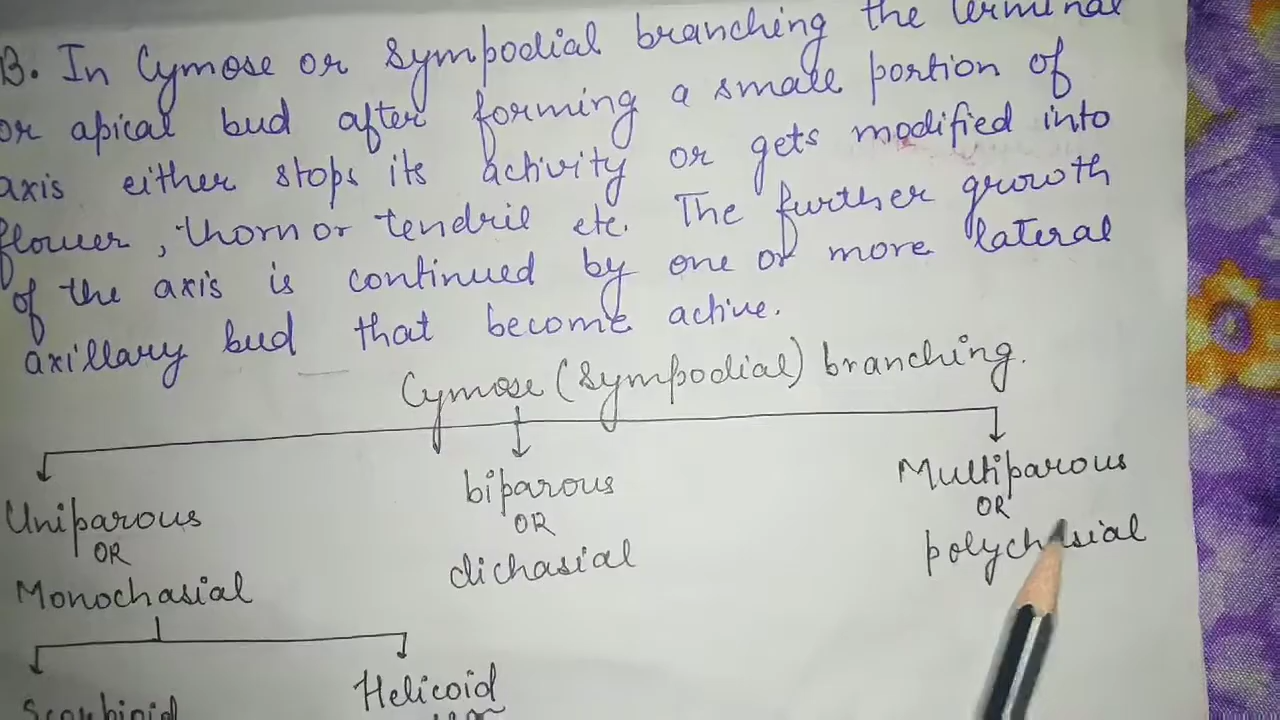 B. In Cymose or Sympodial branching the terminal
or apical bud after forming a small portion of
axis either stops its activity or gets modified into
flower, thorn or tendril etc. The further growth
of the axis is continued by one or more lateral
axillary bud that become active.
Cymose (Sympodial) branching.
Uniparous biparous Multiparous
OR OR OR
Monochasial dichasial polychasial
Scorpioid Helicoid